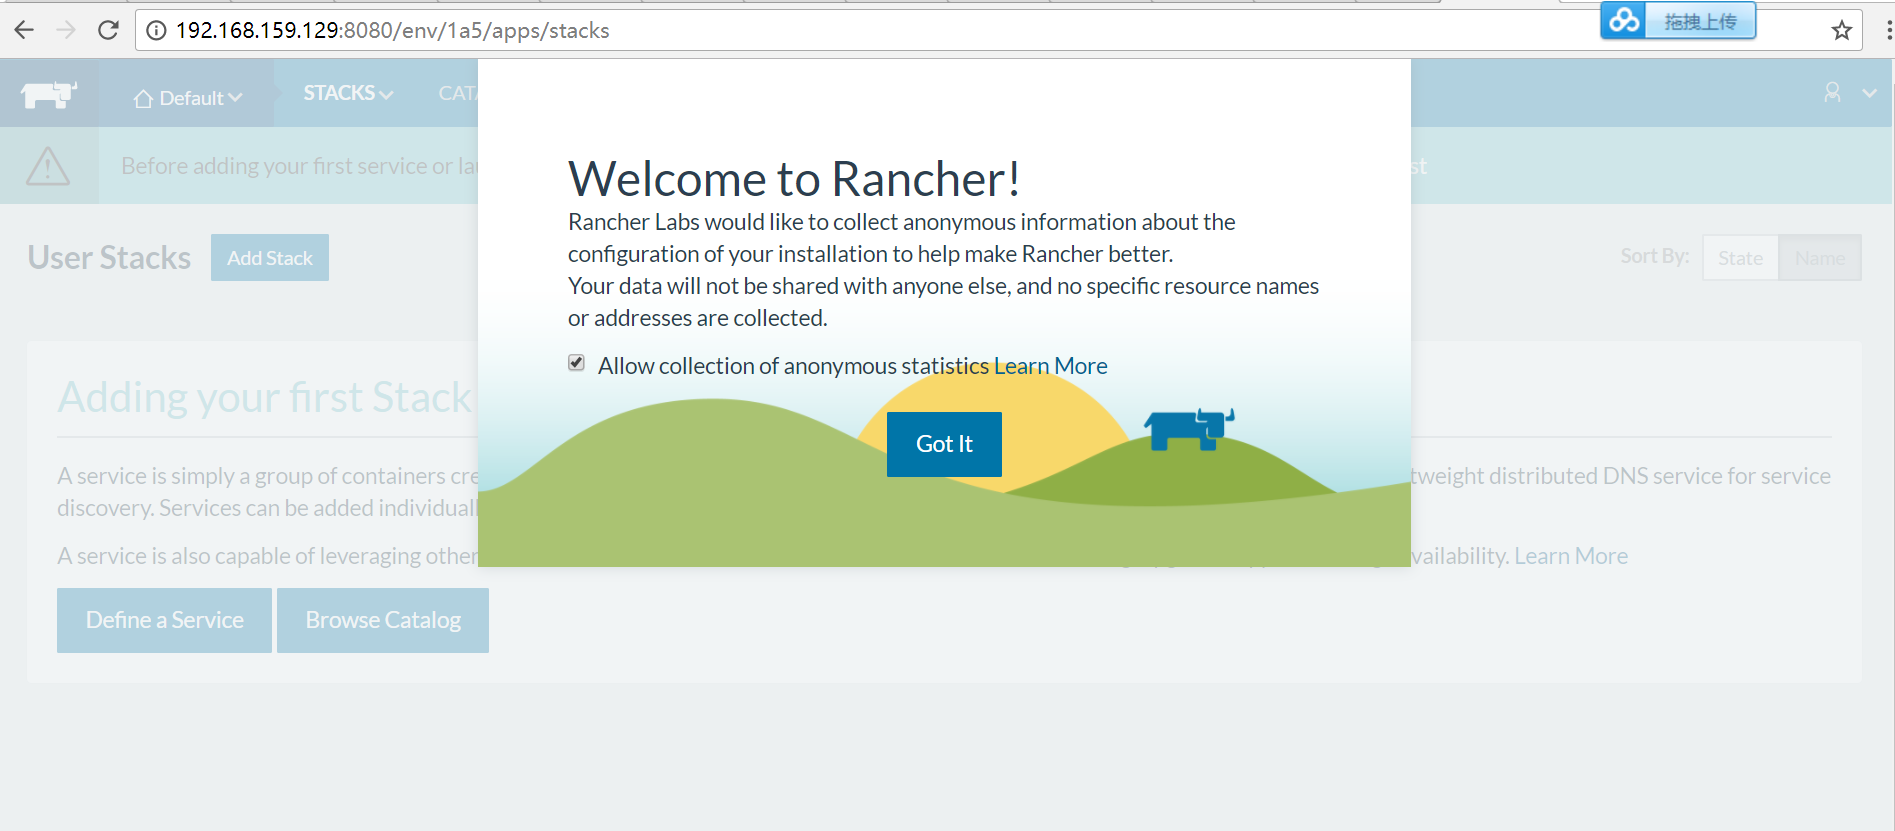 192.168.159.129:8080/env/1a5/apps/stacks
拖拽上传
Default
STACKS
CATA
Before adding your first service or la
st
Welcome to Rancher!
Rancher Labs would like to collect anonymous information about the
configuration of your installation to help make Rancher better.
Your data will not be shared with anyone else, and no specific resource names
or addresses are collected.
Allow collection of anonymous statistics Learn More
Got It
User Stacks
Add Stack
Sort By:
State
Name
Adding your first Stack
A service is simply a group of containers cre
tweight distributed DNS service for service
discovery. Services can be added individuall
A service is also capable of leveraging other
vailability. Learn More
Define a Service
Browse Catalog